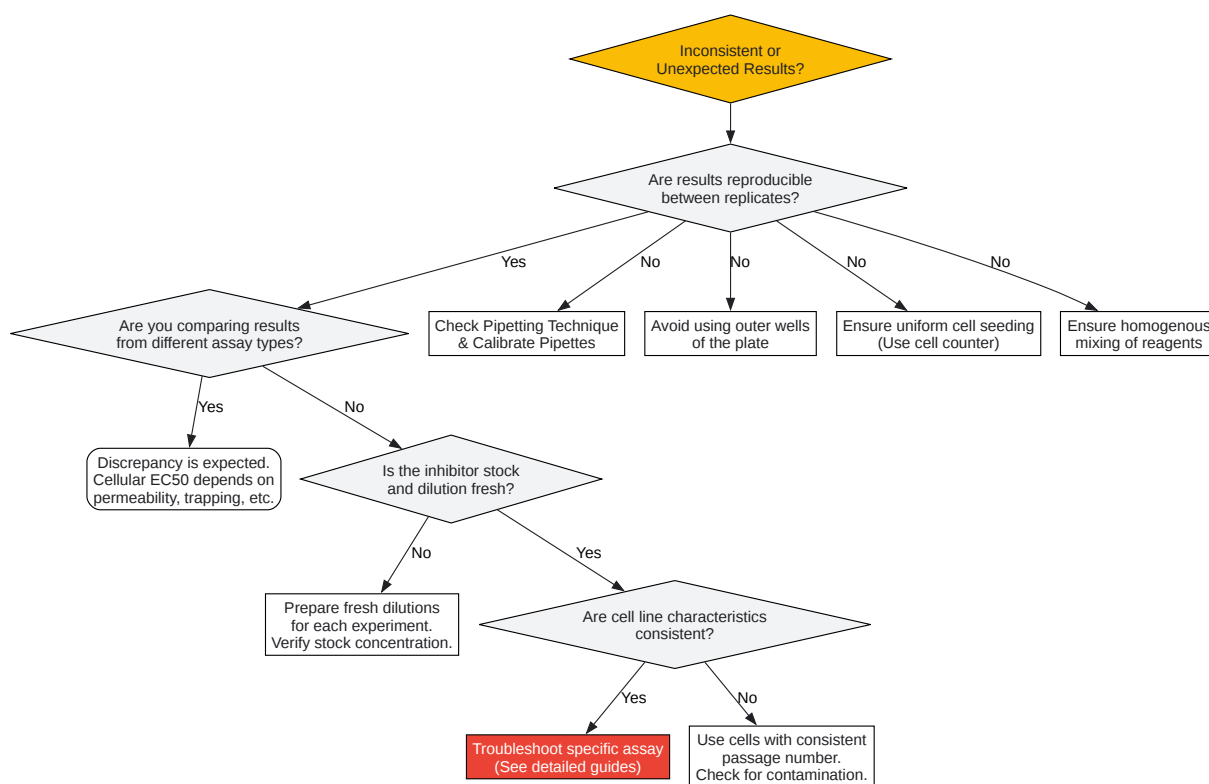 Inconsistent or
Unexpected Results?
Are results reproducible
between replicates?
Yes
No
No
No
No
Are you comparing results
from different assay types?
Check Pipetting Technique
& Calibrate Pipettes
Avoid using outer wells
of the plate
Ensure uniform cell seeding
(Use cell counter)
Ensure homogenous
mixing of reagents
Yes
No
Discrepancy is expected.
Cellular EC50 depends on
permeability, trapping, etc.
Is the inhibitor stock
and dilution fresh?
No
Yes
Prepare fresh dilutions
for each experiment.
Verify stock concentration.
Are cell line characteristics
consistent?
Yes
No
Troubleshoot specific assay
(See detailed guides)
Use cells with consistent
passage number.
Check for contamination.